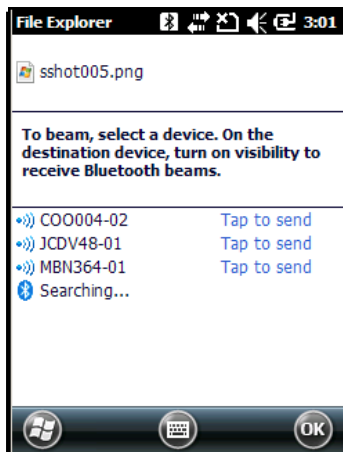 File Explorer 3:01
sshot005.png
To beam, select a device. On the
destination device, turn on visibility to
receive Bluetooth beams.
COO004-02 Tap to send
JCDV48-01 Tap to send
MBN364-01 Tap to send
Searching...
OK